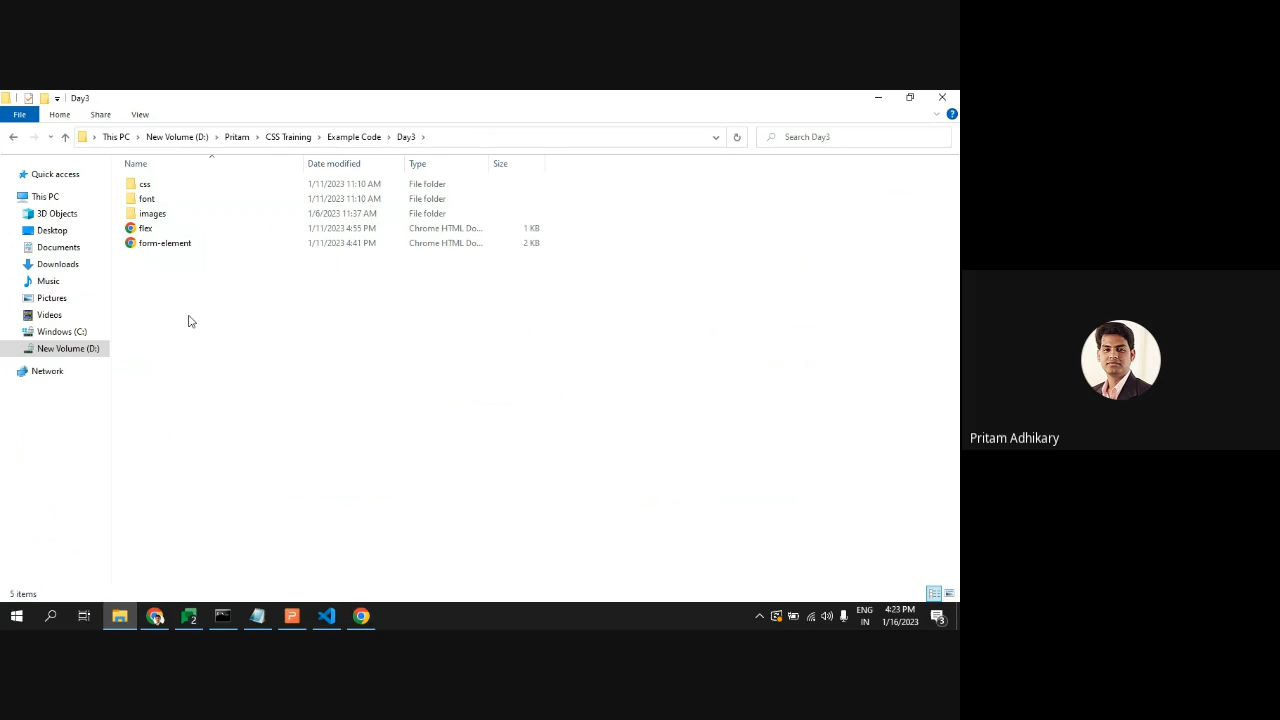 Day3
File Home Share View
This PC New Volume (D:) Pritam CSS Training Example Code Day3 Search Day3
Name Date modified Type Size
Quick access
This PC
3D Objects
Desktop
Documents
Downloads
Music
Pictures
Videos
Windows (C:)
New Volume (D:)
Network
css 1/11/2023 11:10 AM File folder
font 1/11/2023 11:10 AM File folder
images 1/6/2023 11:37 AM File folder
flex 1/11/2023 4:55 PM Chrome HTML Do... 1 KB
form-element 1/11/2023 4:41 PM Chrome HTML Do... 2 KB
Pritam Adhikary
5 items
ENG 4:23 PM
IN 1/16/2023
2
3